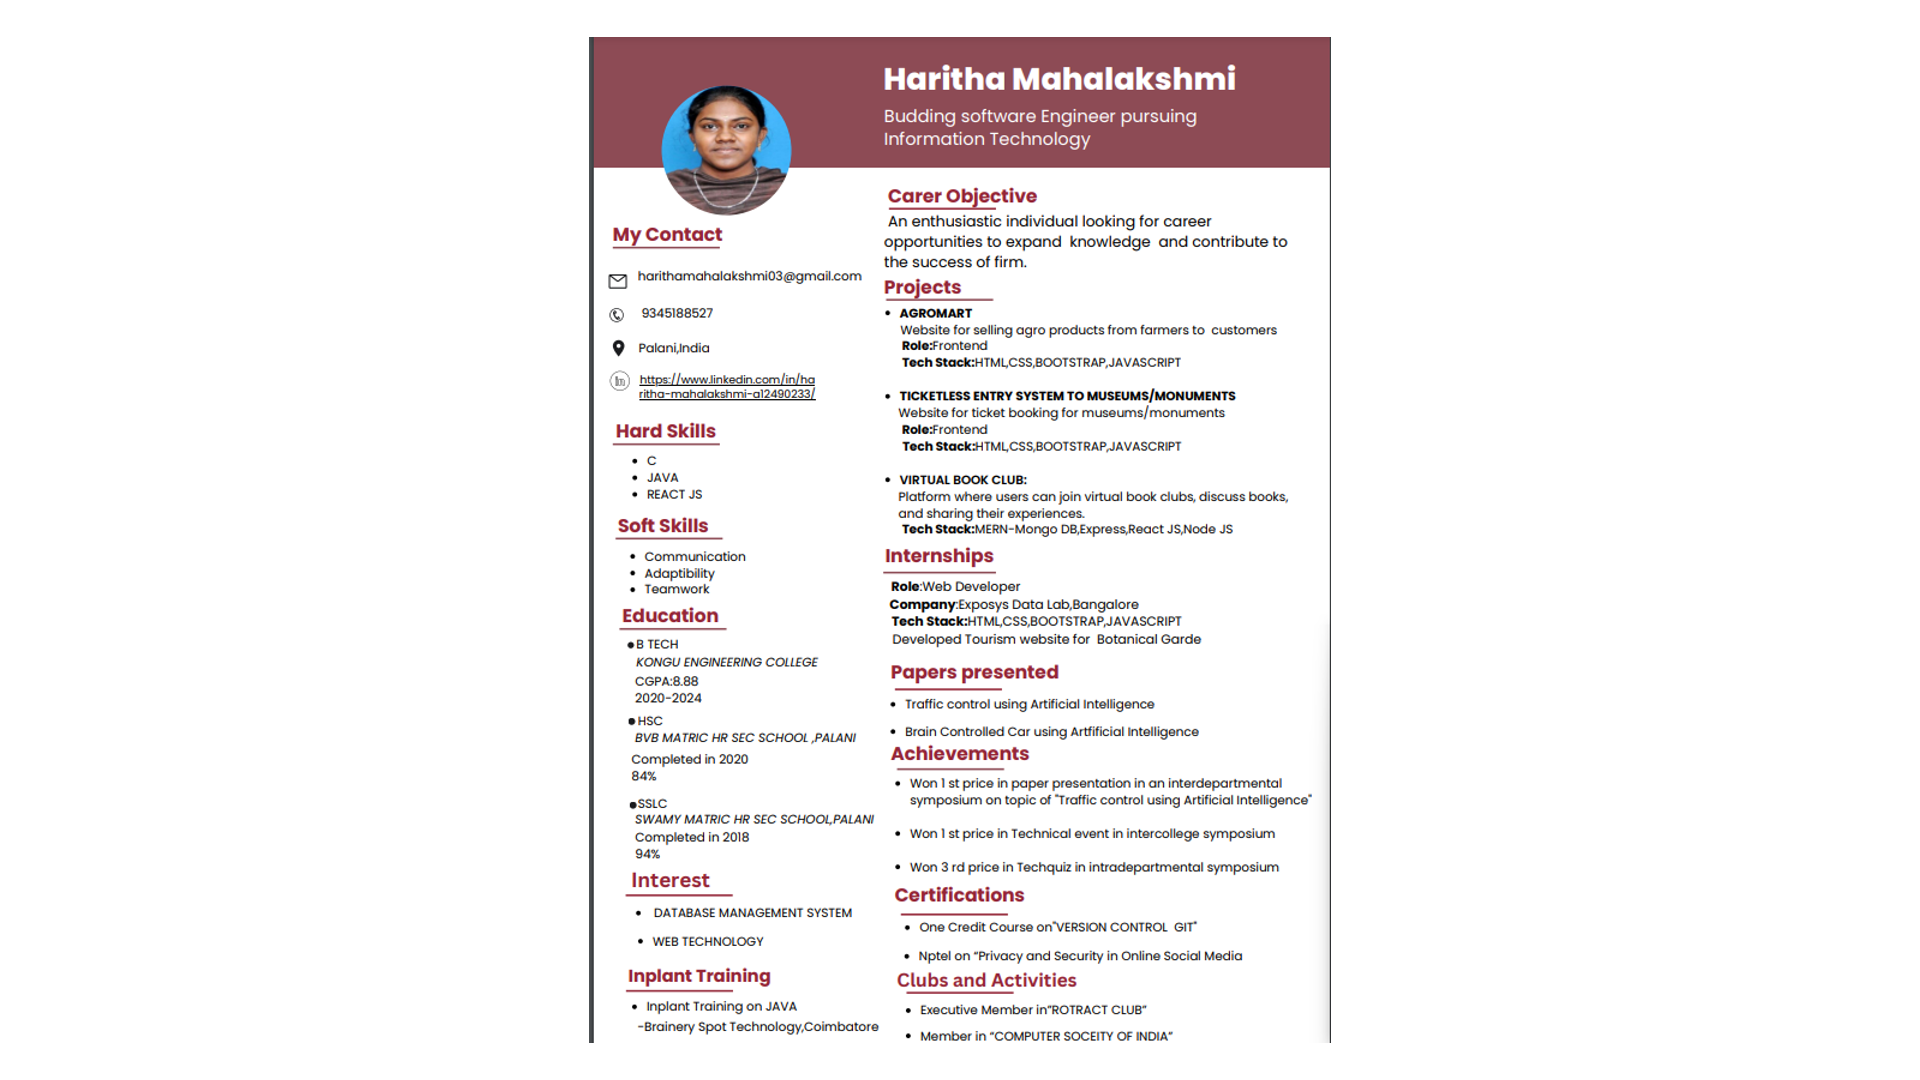 Haritha Mahalakshmi
Budding software Engineer pursuing
Information Technology
My Contact
harithamahalakshmi03@gmail.com
9345188527
Palani,India
https://www.linkedin.com/in/ha
ritha-mahalakshmi-a12490233/
Hard Skills
C
JAVA
REACT JS
Soft Skills
Communication
Adaptibility
Teamwork
Education
B TECH
KONGU ENGINEERING COLLEGE
CGPA:8.88
2020-2024
HSC
BVB MATRIC HR SEC SCHOOL ,PALANI
Completed in 2020
84%
SSLC
SWAMY MATRIC HR SEC SCHOOL,PALANI
Completed in 2018
94%
Interest
DATABASE MANAGEMENT SYSTEM
WEB TECHNOLOGY
Inplant Training
Inplant Training on JAVA
-Brainery Spot Technology,Coimbatore
Carer Objective
An enthusiastic individual looking for career
opportunities to expand knowledge and contribute to
the success of firm.
Projects
AGROMART
Website for selling agro products from farmers to customers
Role:Frontend
Tech Stack:HTML,CSS,BOOTSTRAP,JAVASCRIPT
TICKETLESS ENTRY SYSTEM TO MUSEUMS/MONUMENTS
Website for ticket booking for museums/monuments
Role:Frontend
Tech Stack:HTML,CSS,BOOTSTRAP,JAVASCRIPT
VIRTUAL BOOK CLUB:
Platform where users can join virtual book clubs, discuss books,
and sharing their experiences.
Tech Stack:MERN-Mongo DB,Express,React JS,Node JS
Internships
Role:Web Developer
Company:Exposys Data Lab,Bangalore
Tech Stack:HTML,CSS,BOOTSTRAP,JAVASCRIPT
Developed Tourism website for Botanical Garde
Papers presented
Traffic control using Artificial Intelligence
Brain Controlled Car using Artfificial Intelligence
Achievements
Won 1 st price in paper presentation in an interdepartmental
symposium on topic of "Traffic control using Artificial Intelligence"
Won 1 st price in Technical event in intercollege symposium
Won 3 rd price in Techquiz in intradepartmental symposium
Certifications
One Credit Course on"VERSION CONTROL GIT"
Nptel on “Privacy and Security in Online Social Media
Clubs and Activities
Executive Member in“ROTRACT CLUB”
Member in “COMPUTER SOCEITY OF INDIA”